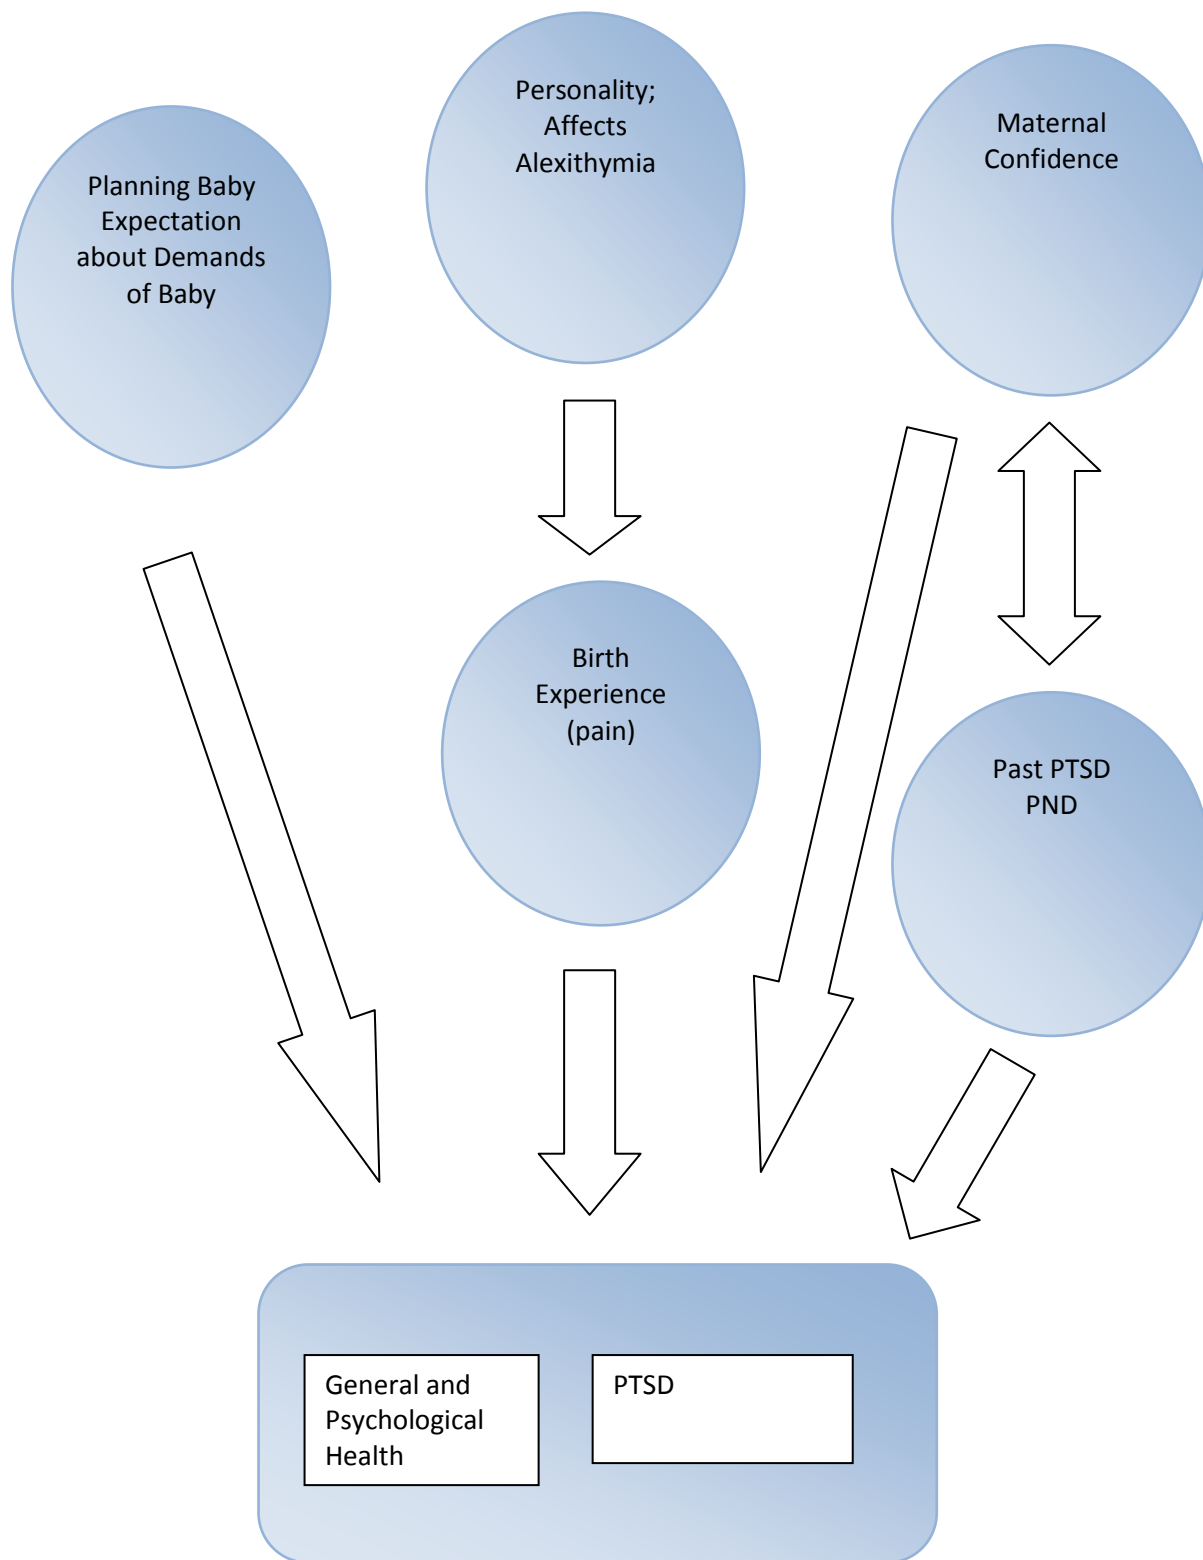 Planning Baby
Expectation
about Demands
of Baby
Personality;
Affects
Alexithymia
Maternal
Confidence
Birth
Experience
(pain)
Past PTSD
PND
General and
Psychological
Health
PTSD